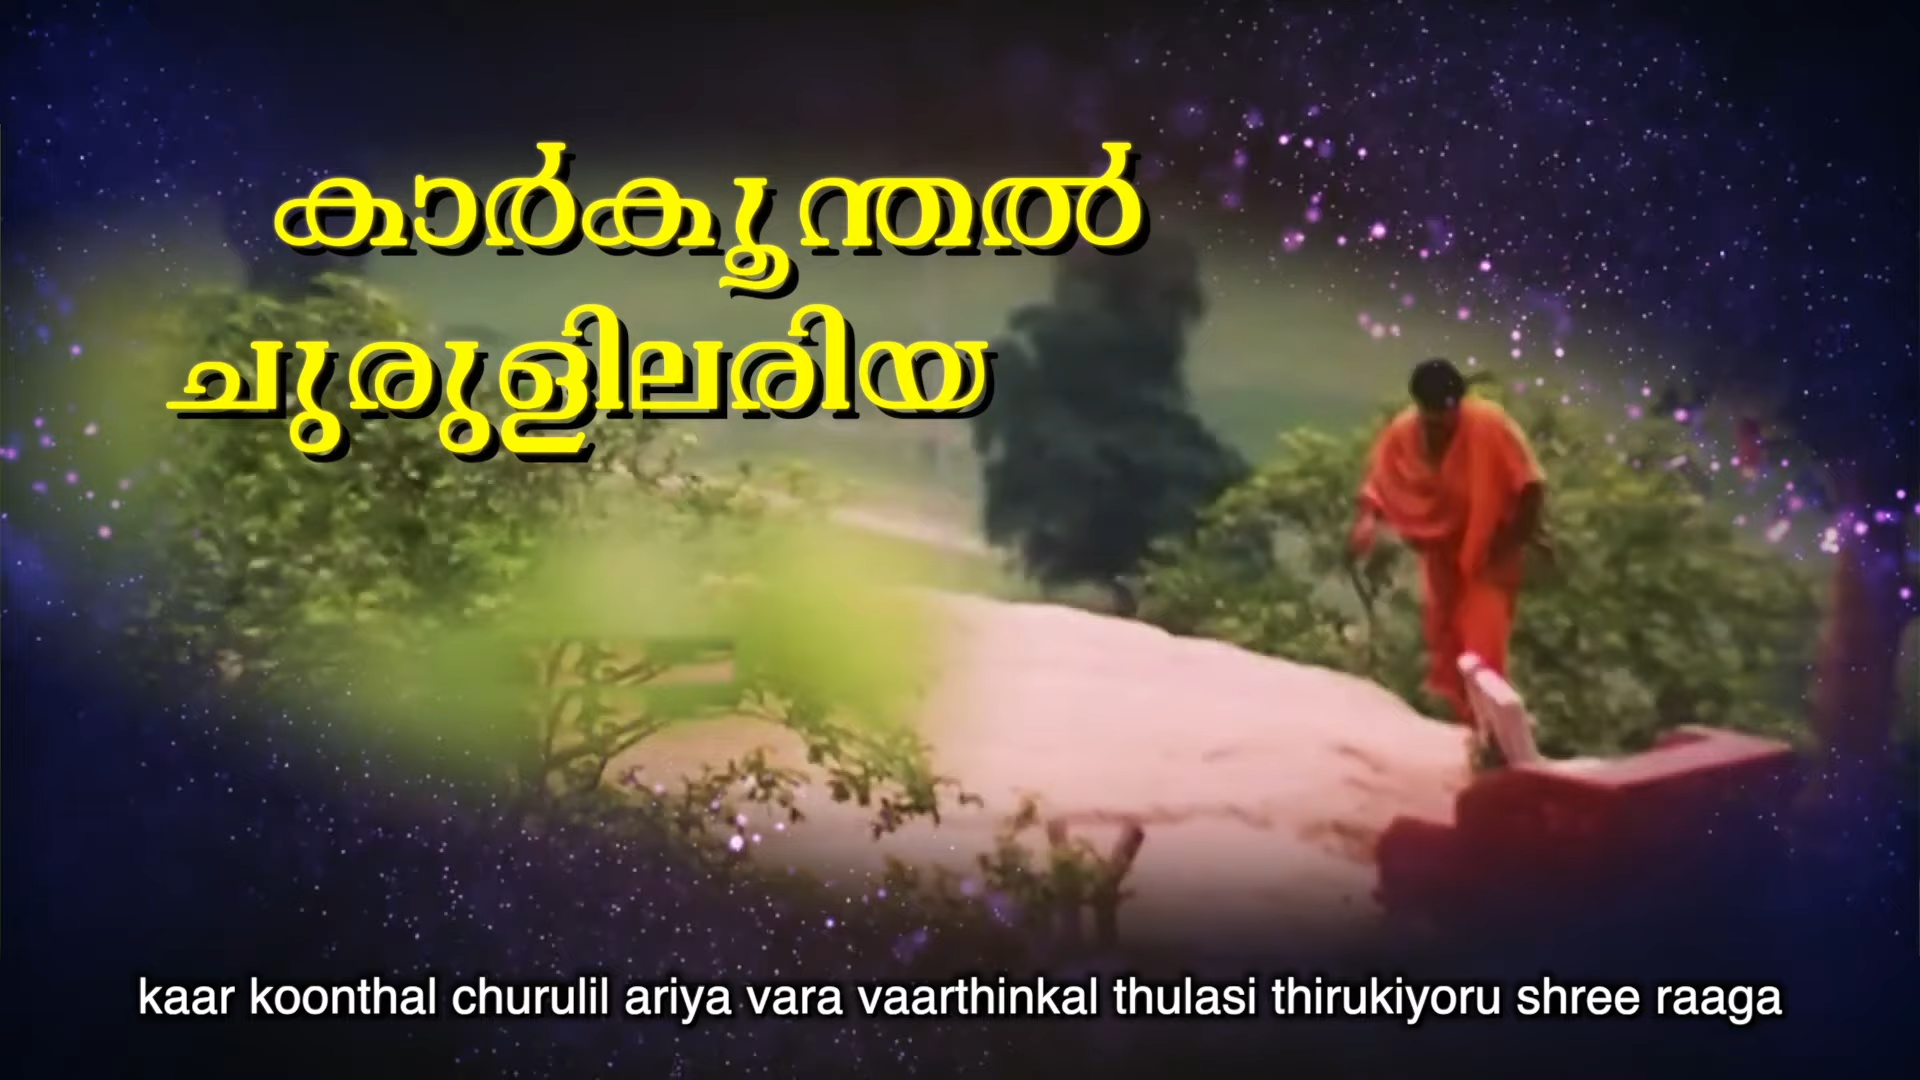 കാർകൂന്തൽ
ചുരുളിലരിയ
kaar koonthal churulil ariya vara vaarthinkal thulasi thirukiyoru shree raaga